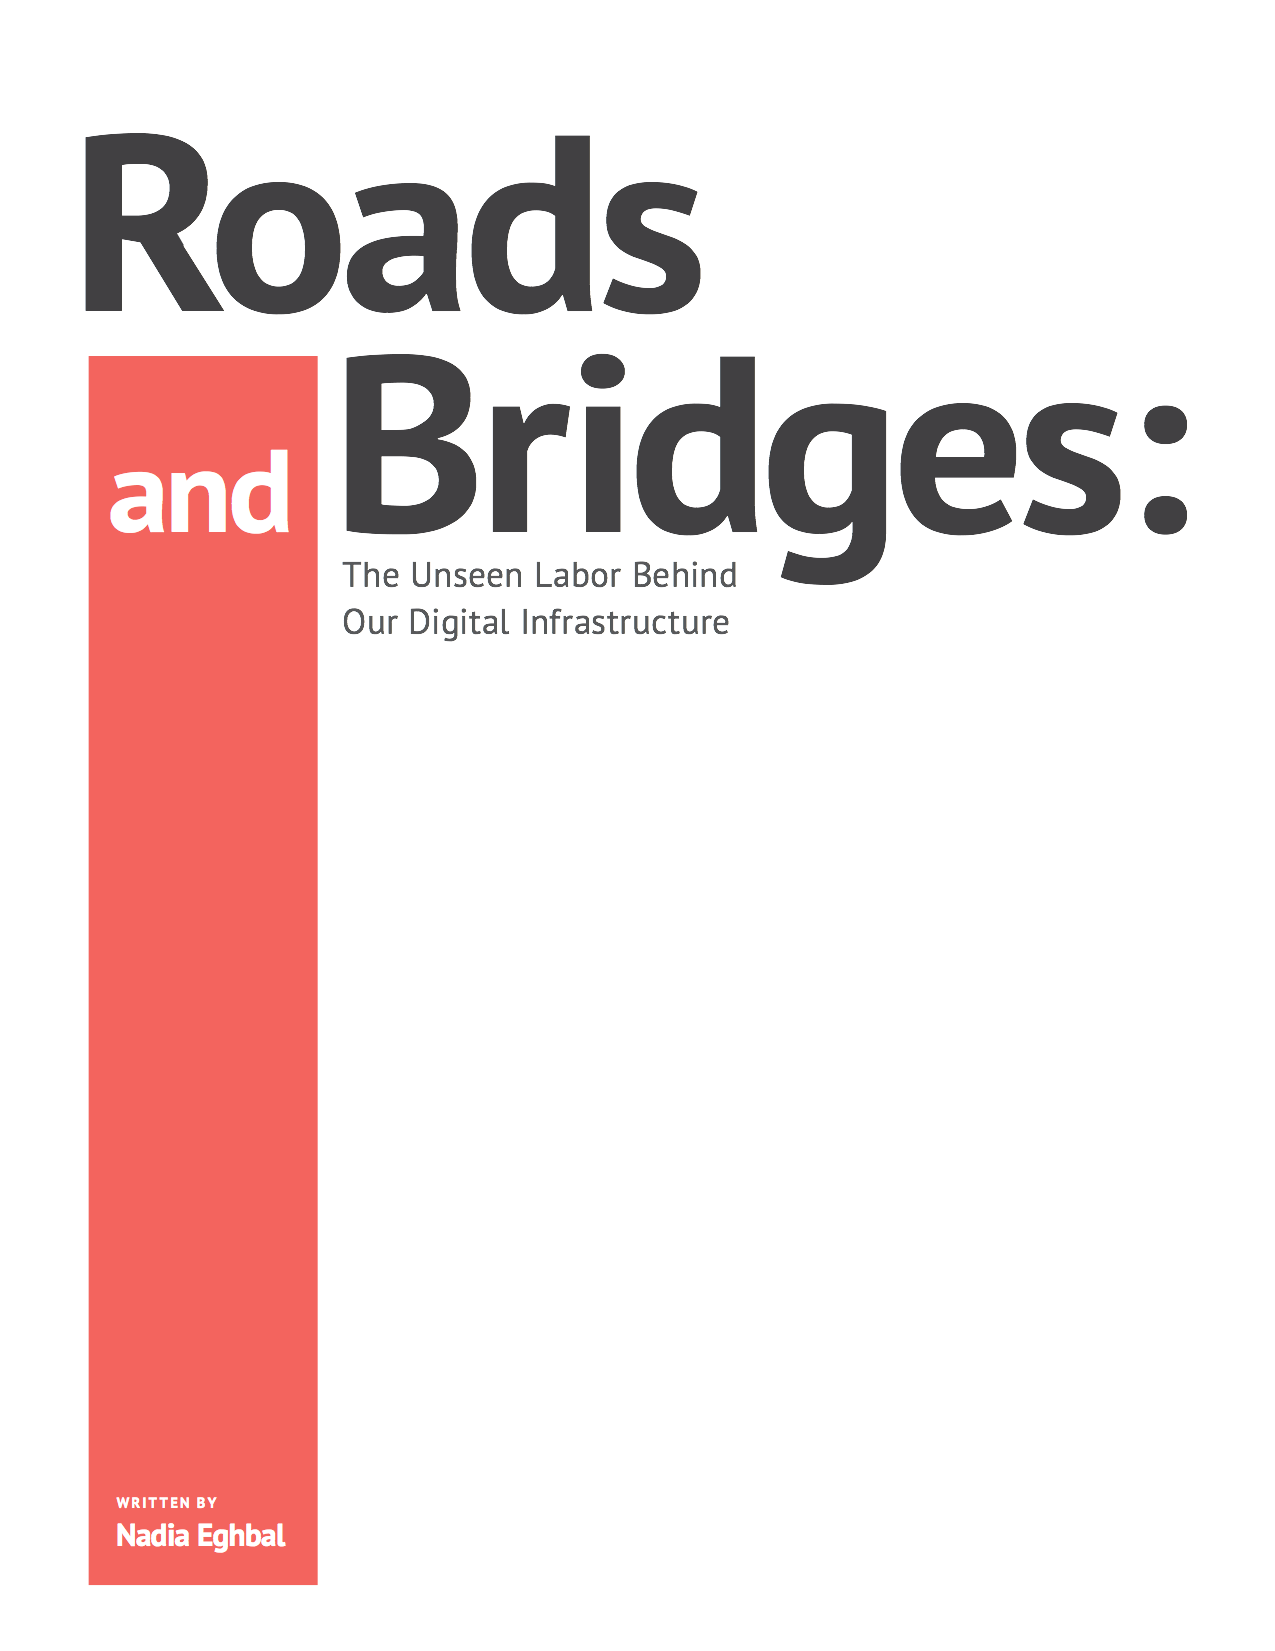 Roads
and Bridges:
The Unseen Labor Behind
Our Digital Infrastructure
WRITTEN BY
Nadia Eghbal